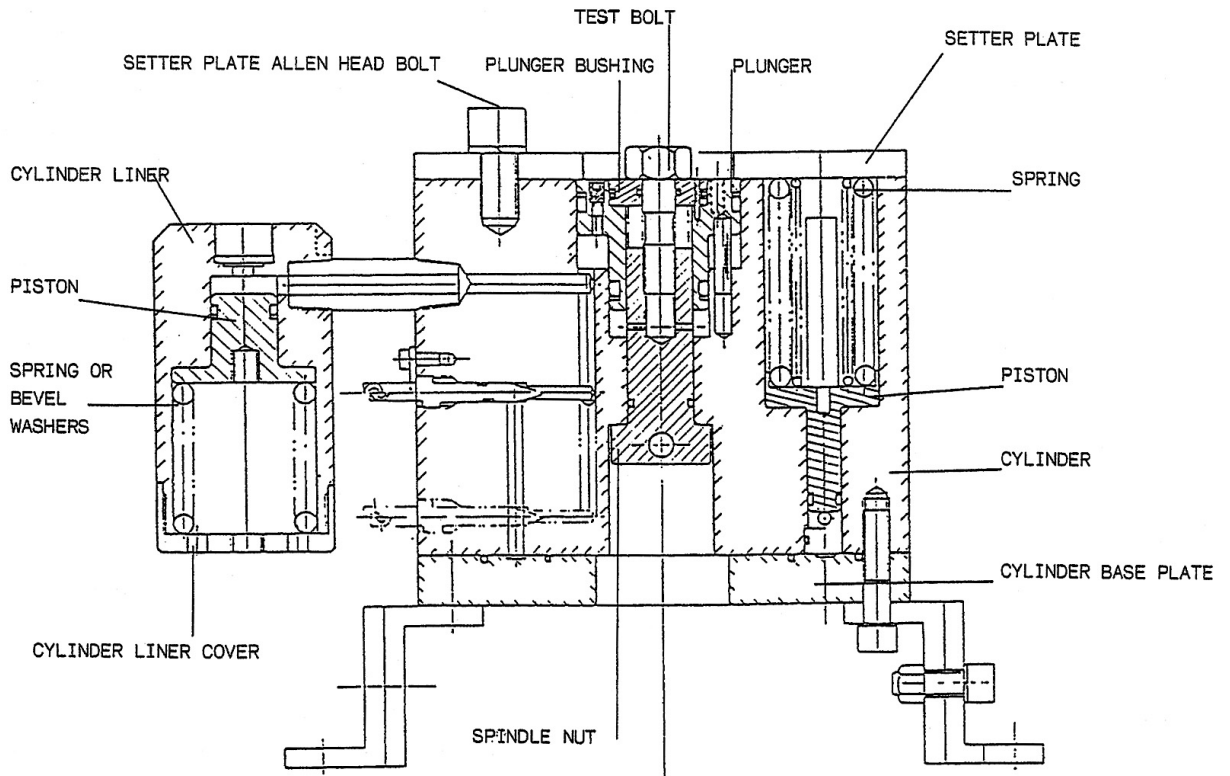 TEST BOLT
SETTER PLATE
SETTER PLATE ALLEN HEAD BOLT
PLUNGER BUSHING
PLUNGER
CYLINDER LINER
SPRING
PISTON
SPRING OR
BEVEL
WASHERS
PISTON
CYLINDER
CYLINDER BASE PLATE
CYLINDER LINER COVER
SPINDLE NUT